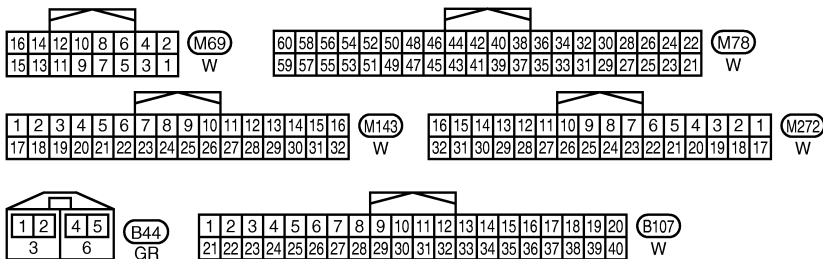 16 14 12 10 8 6 4 2 M69
15 13 11 9 7 5 3 1 W
60 58 56 54 52 50 48 46 44 42 40 38 36 34 32 30 28 26 24 22 M78
59 57 55 53 51 49 47 45 43 41 39 37 35 33 31 29 27 25 23 21 W
1 2 3 4 5 6 7 8 9 10 11 12 13 14 15 16 M143
17 18 19 20 21 22 23 24 25 26 27 28 29 30 31 32 W
16 15 14 13 12 11 10 9 8 7 6 5 4 3 2 1 M272
32 31 30 29 28 27 26 25 24 23 22 21 20 19 18 17 W
1 2 4 5 B44
3 6 GR
1 2 3 4 5 6 7 8 9 10 11 12 13 14 15 16 17 18 19 20 B107
21 22 23 24 25 26 27 28 29 30 31 32 33 34 35 36 37 38 39 40 W